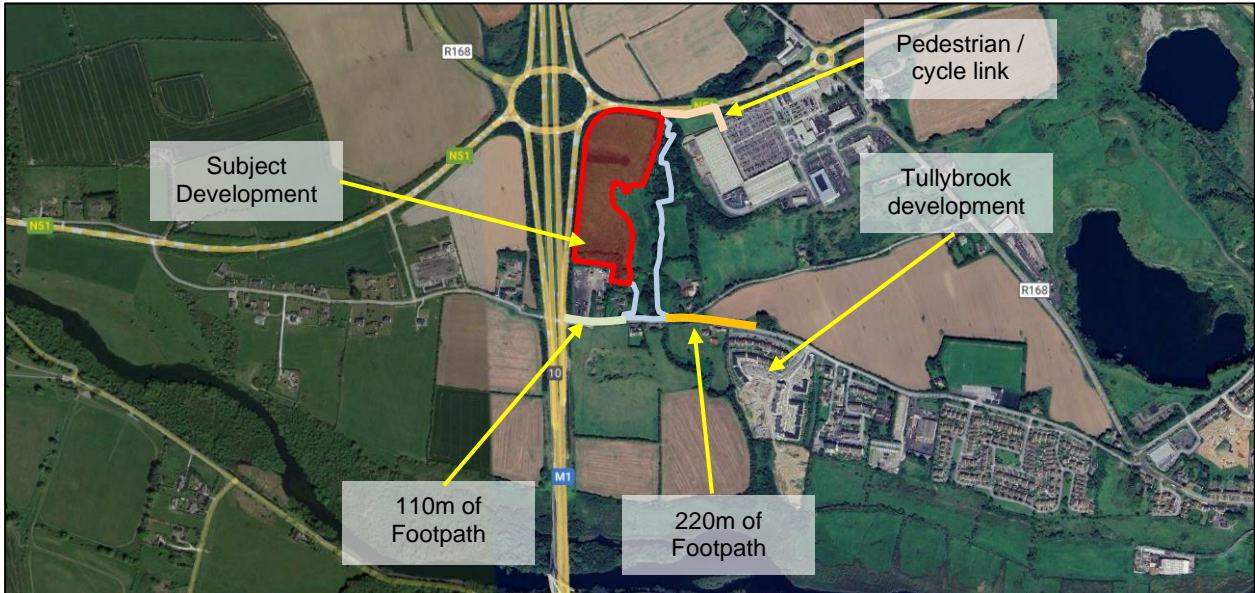 R168
Pedestrian /
cycle link
N51
Subject
Development
N51
Tullybrook
development
N51
R168
10
M1
110m of
Footpath
220m of
Footpath